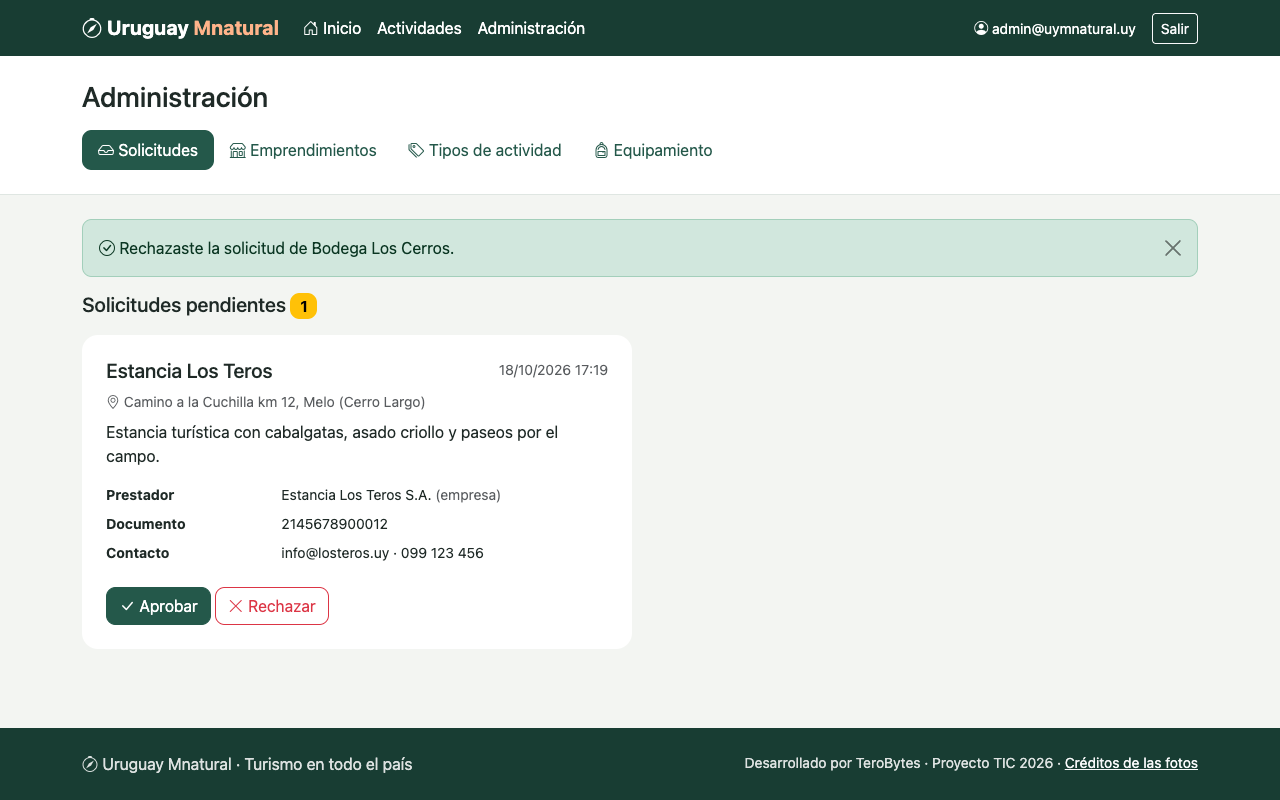 Uruguay Mnatural Inicio Actividades Administración admin@uymnatural.uy Salir
Administración
Solicitudes Emprendimientos Tipos de actividad Equipamiento
Rechazaste la solicitud de Bodega Los Cerros.
Solicitudes pendientes 1
Estancia Los Teros 18/10/2026 17:19
Camino a la Cuchilla km 12, Melo (Cerro Largo)
Estancia turística con cabalgatas, asado criollo y paseos por el
campo.
Prestador Estancia Los Teros S.A. (empresa)
Documento 2145678900012
Contacto info@losteros.uy · 099 123 456
Aprobar Rechazar
Uruguay Mnatural · Turismo en todo el país Desarrollado por TeroBytes · Proyecto TIC 2026 · Créditos de las fotos